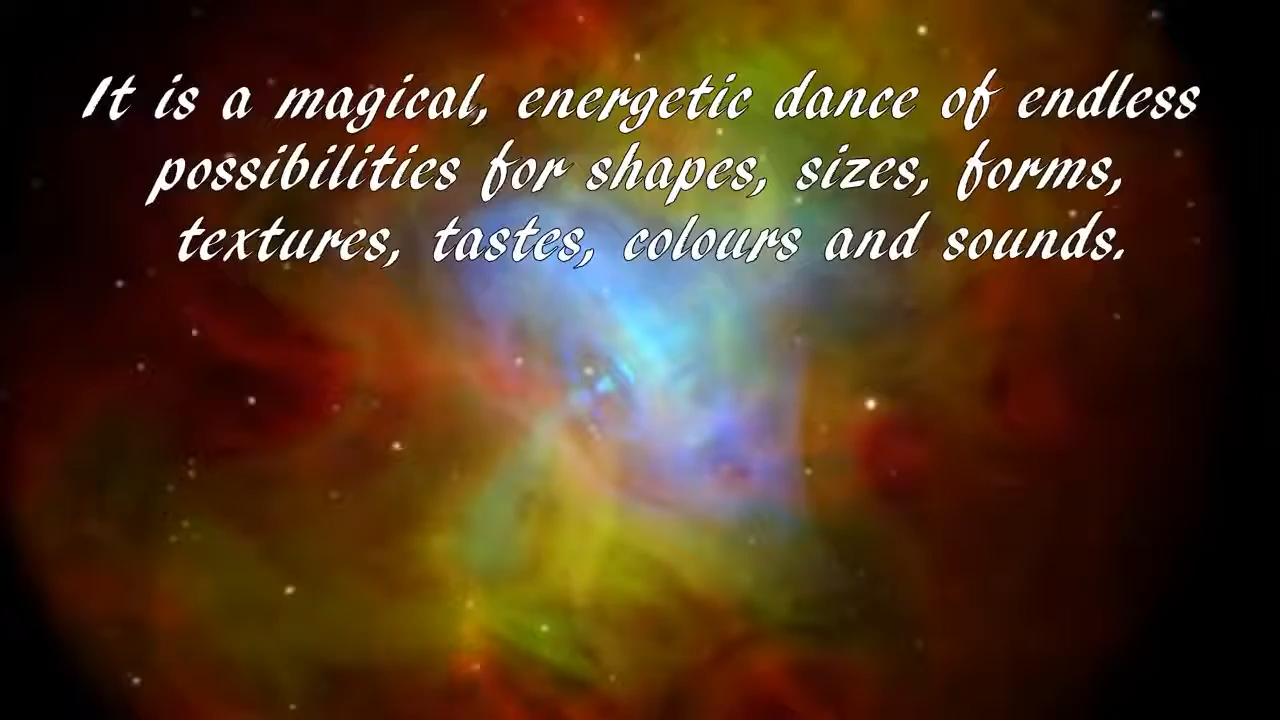 It is a magical, energetic dance of endless
possibilities for shapes, sizes, forms,
textures, tastes, colours and sounds.